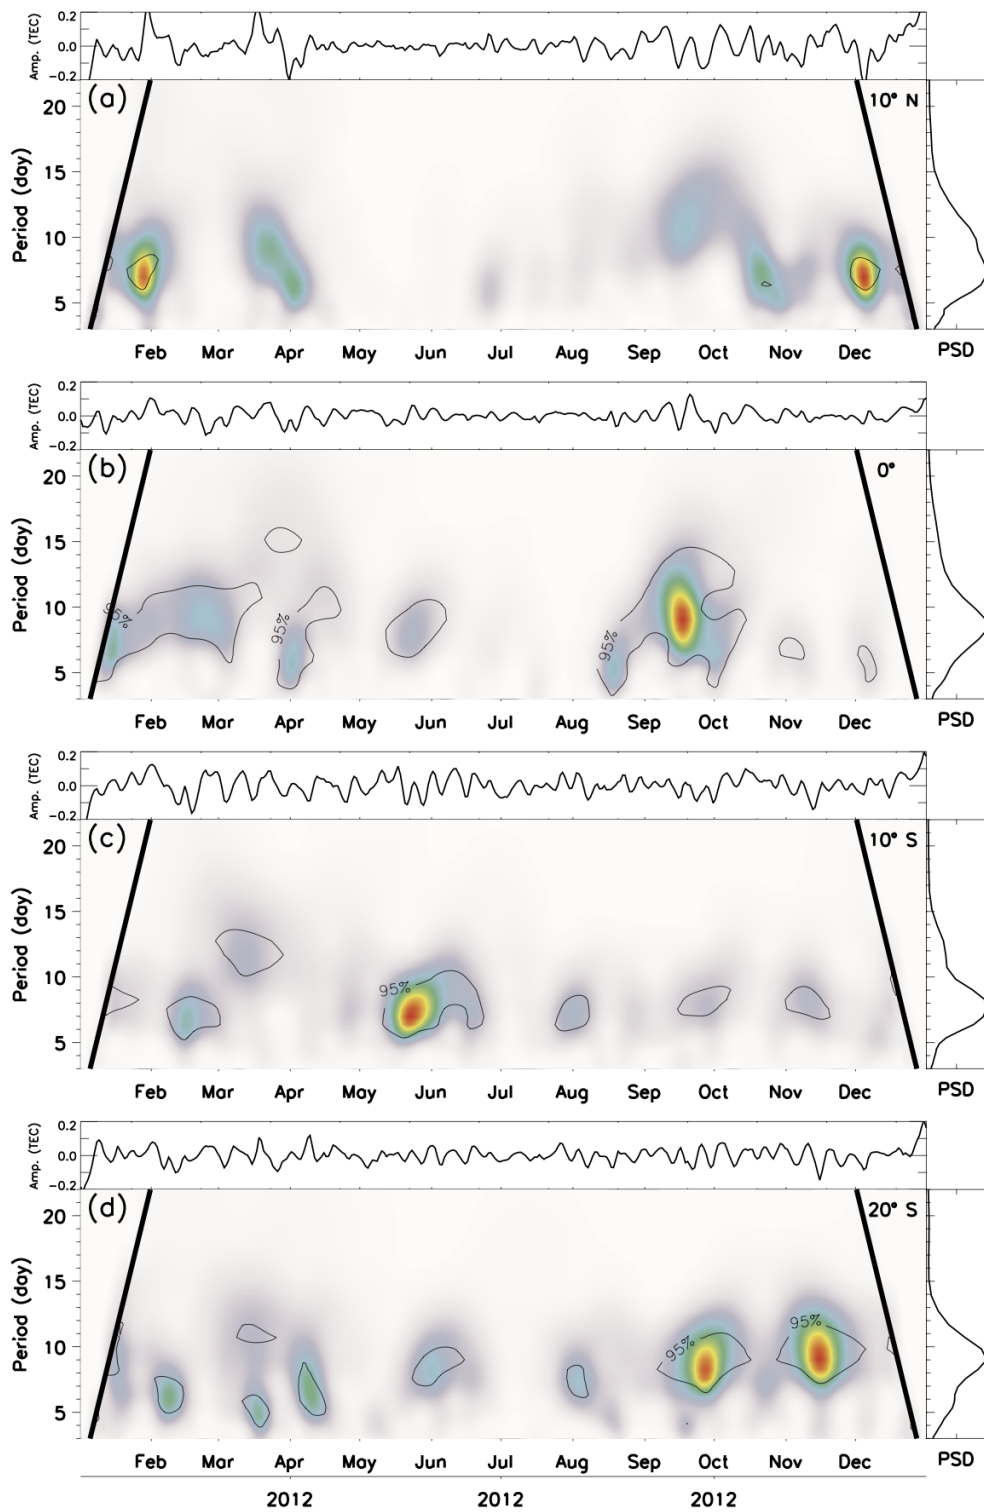 0.2
0.0
-0.2
Amp. (TEC)
(a)
10° N
20
15
10
5
Period (day)
Feb Mar Apr May Jun Jul Aug Sep Oct Nov Dec PSD
0.2
0.0
-0.2
Amp. (TEC)
(b)
0°
20
15
10
5
Period (day)
95%
95%
95%
Feb Mar Apr May Jun Jul Aug Sep Oct Nov Dec PSD
0.2
0.0
-0.2
Amp. (TEC)
(c)
10° S
20
15
10
5
Period (day)
95%
Feb Mar Apr May Jun Jul Aug Sep Oct Nov Dec PSD
0.2
0.0
-0.2
Amp. (TEC)
(d)
20° S
20
15
10
5
Period (day)
95%
95%
Feb Mar Apr May Jun Jul Aug Sep Oct Nov Dec PSD
2012 2012 2012